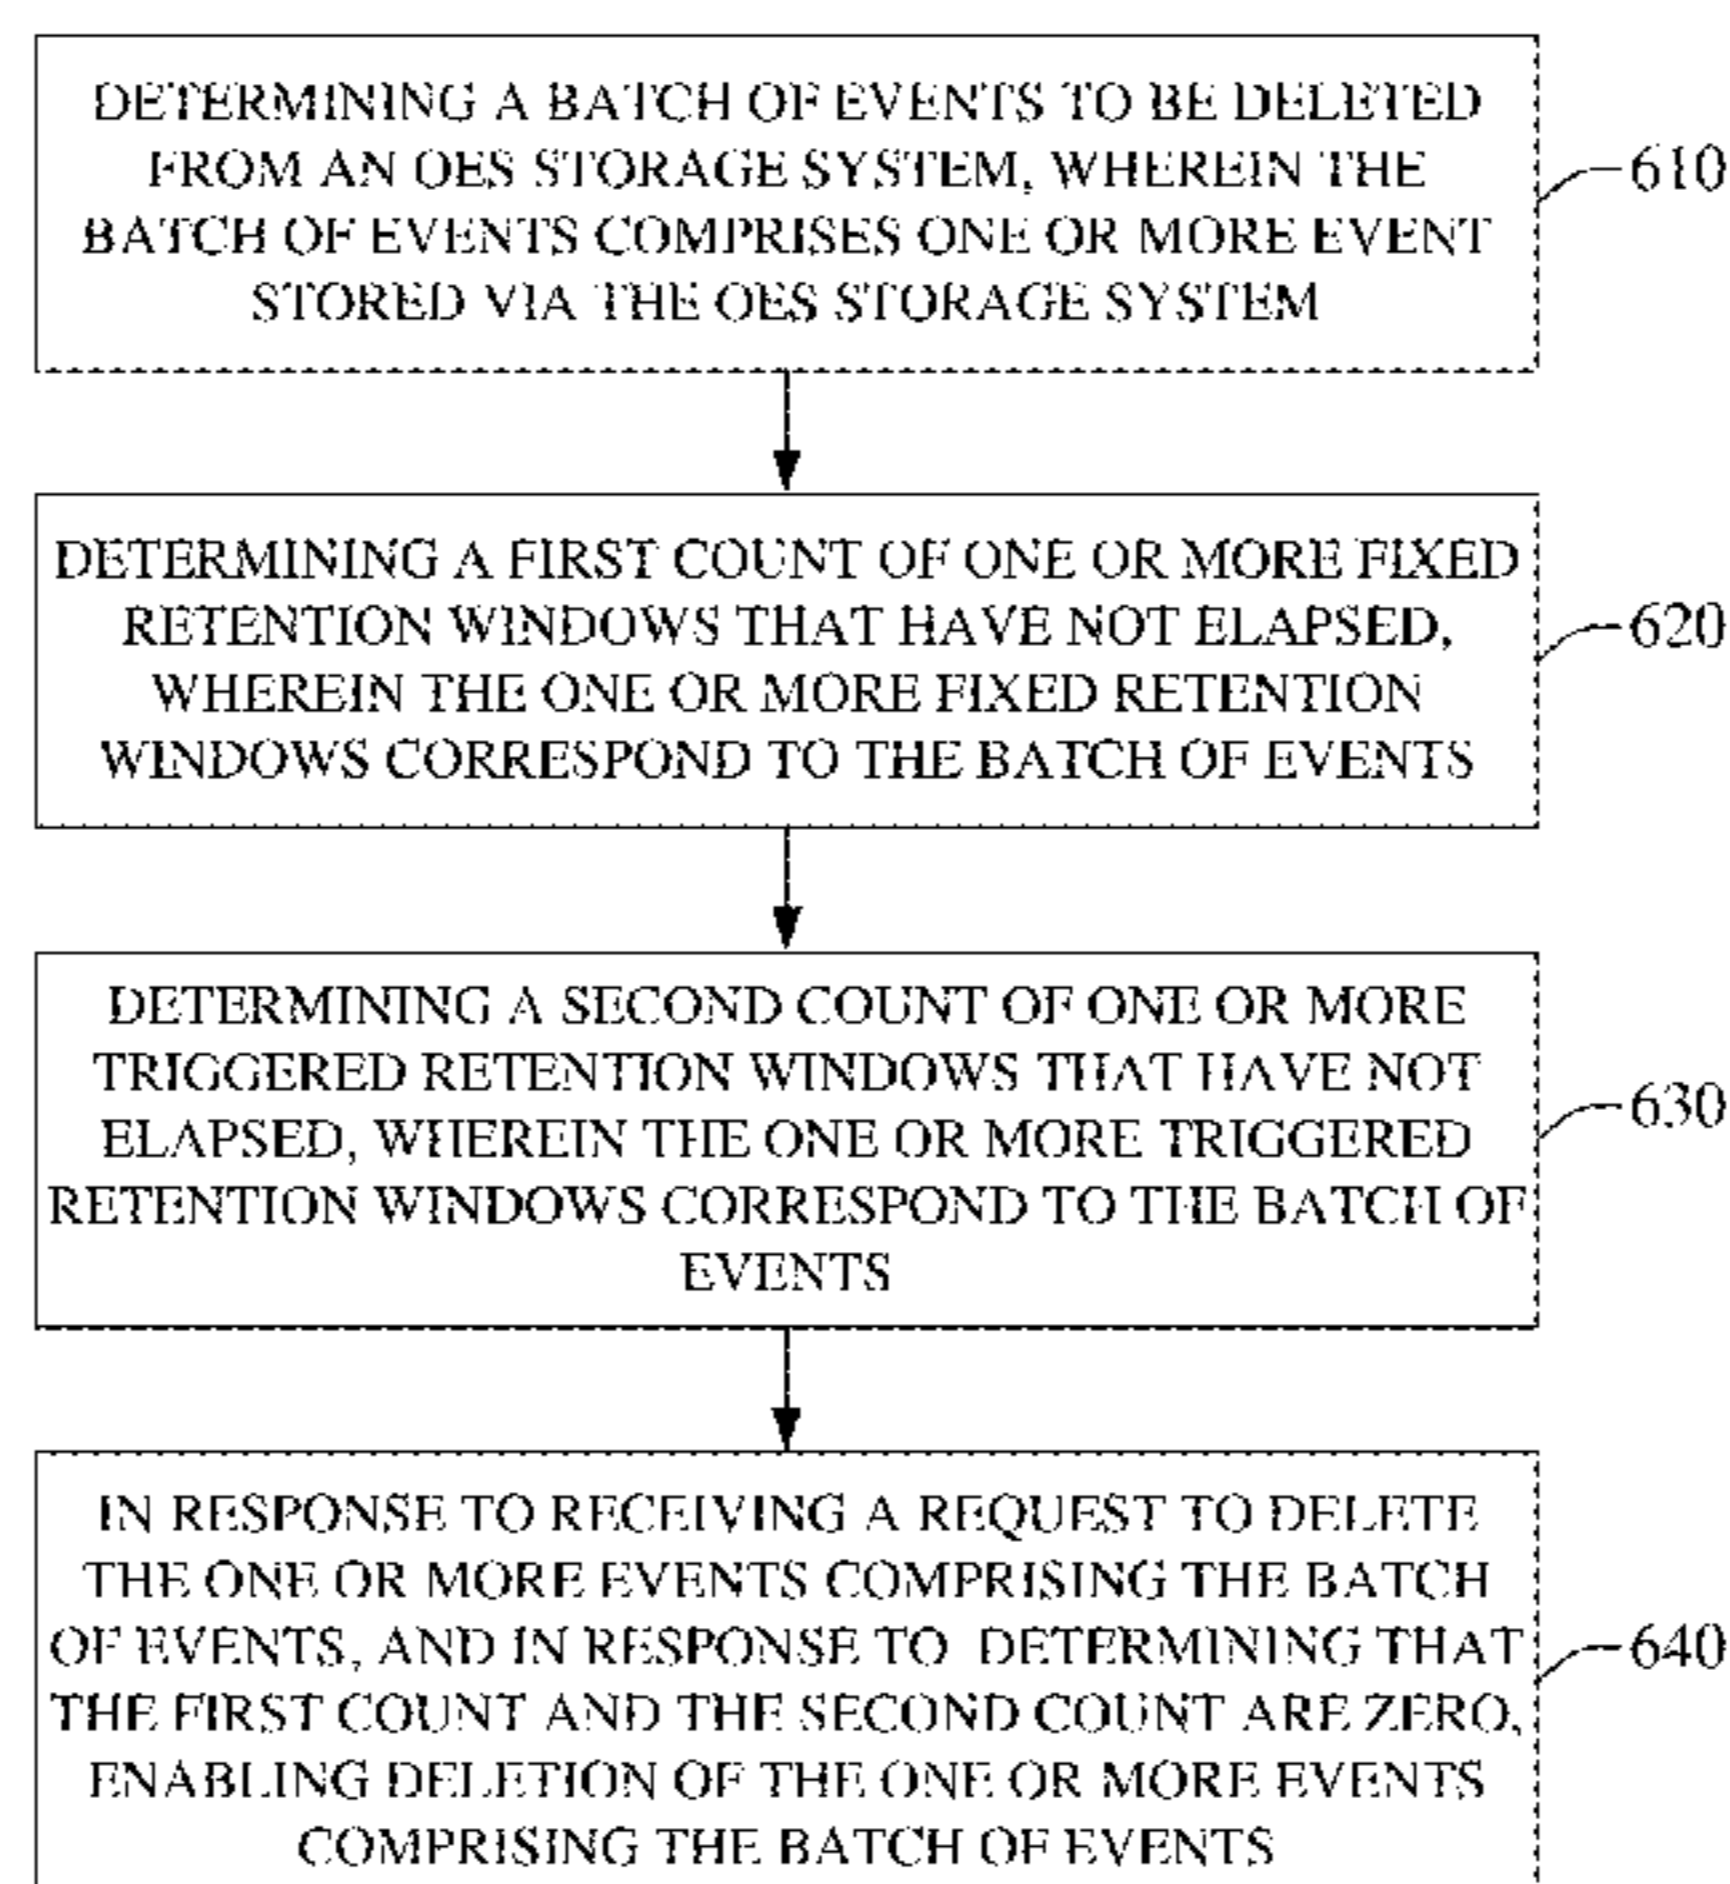 DETERMINING A BATCH OF EVENTS TO BE DELETED
FROM AN OES STORAGE SYSTEM, WHEREIN THE
BATCH OF EVENTS COMPRISES ONE OR MORE EVENT
STORED VIA THE OES STORAGE SYSTEM
610
DETERMINING A FIRST COUNT OF ONE OR MORE FIXED
RETENTION WINDOWS THAT HAVE NOT ELAPSED,
WHEREIN THE ONE OR MORE FIXED RETENTION
WINDOWS CORRESPOND TO THE BATCH OF EVENTS
620
DETERMINING A SECOND COUNT OF ONE OR MORE
TRIGGERED RETENTION WINDOWS THAT HAVE NOT
ELAPSED, WHEREIN THE ONE OR MORE TRIGGERED
RETENTION WINDOWS CORRESPOND TO THE BATCH OF
EVENTS
630
IN RESPONSE TO RECEIVING A REQUEST TO DELETE
THE ONE OR MORE EVENTS COMPRISING THE BATCH
OF EVENTS, AND IN RESPONSE TO DETERMINING THAT
THE FIRST COUNT AND THE SECOND COUNT ARE ZERO,
ENABLING DELETION OF THE ONE OR MORE EVENTS
COMPRISING THE BATCH OF EVENTS
640